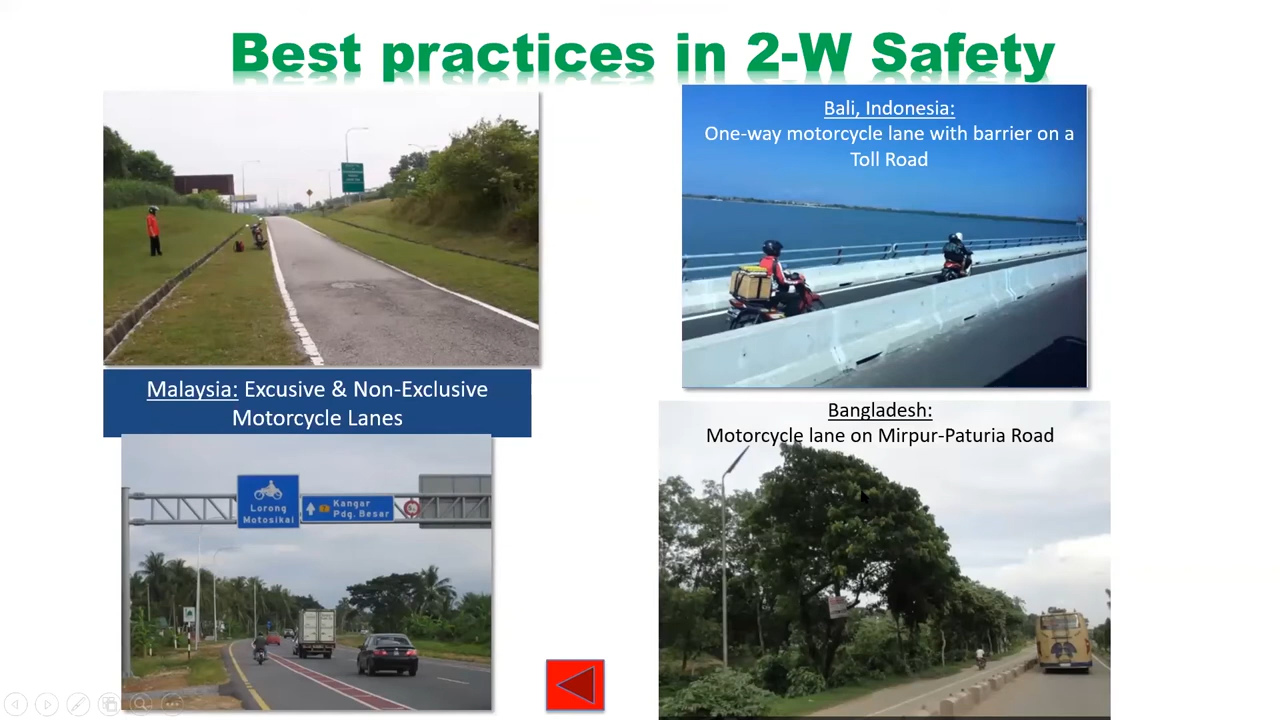 Best practices in 2-W Safety
Malaysia: Excusive & Non-Exclusive
Motorcycle Lanes
Lorong
Motosikal
Kangar
Pdg. Besar
7
Bali, Indonesia:
One-way motorcycle lane with barrier on a
Toll Road
Bangladesh:
Motorcycle lane on Mirpur-Paturia Road